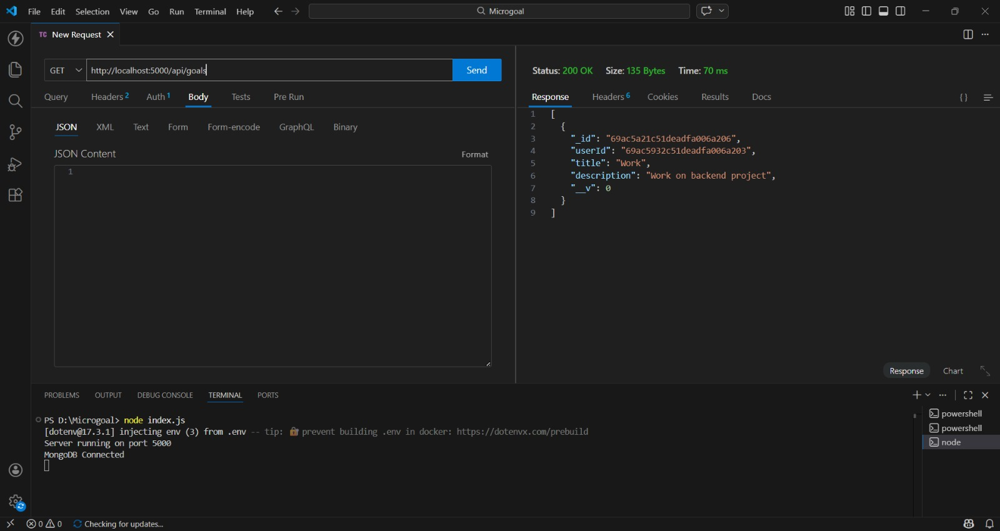 File Edit Selection View Go Run Terminal Help Microgoal
TC New Request
GET http://localhost:5000/api/goals Send
Status: 200 OK Size: 135 Bytes Time: 70 ms
Query Headers 2 Auth 1 Body Tests Pre Run
Response Headers 6 Cookies Results Docs { }
JSON XML Text Form Form-encode GraphQL Binary
JSON Content Format
1
1 [
2 {
3 "_id": "69ac5a21c51deadfa006a206",
4 "userId": "69ac5932c51deadfa006a203",
5 "title": "Work",
6 "description": "Work on backend project",
7 "__v": 0
8 }
9 ]
Response Chart
PROBLEMS OUTPUT DEBUG CONSOLE TERMINAL PORTS
PS D:\Microgoal> node index.js
[dotenv@17.3.1] injecting env (3) from .env -- tip: 🔐 prevent building .env in docker: https://dotenvx.com/prebuild
Server running on port 5000
MongoDB Connected
powershell
powershell
node
0 0 Checking for updates...